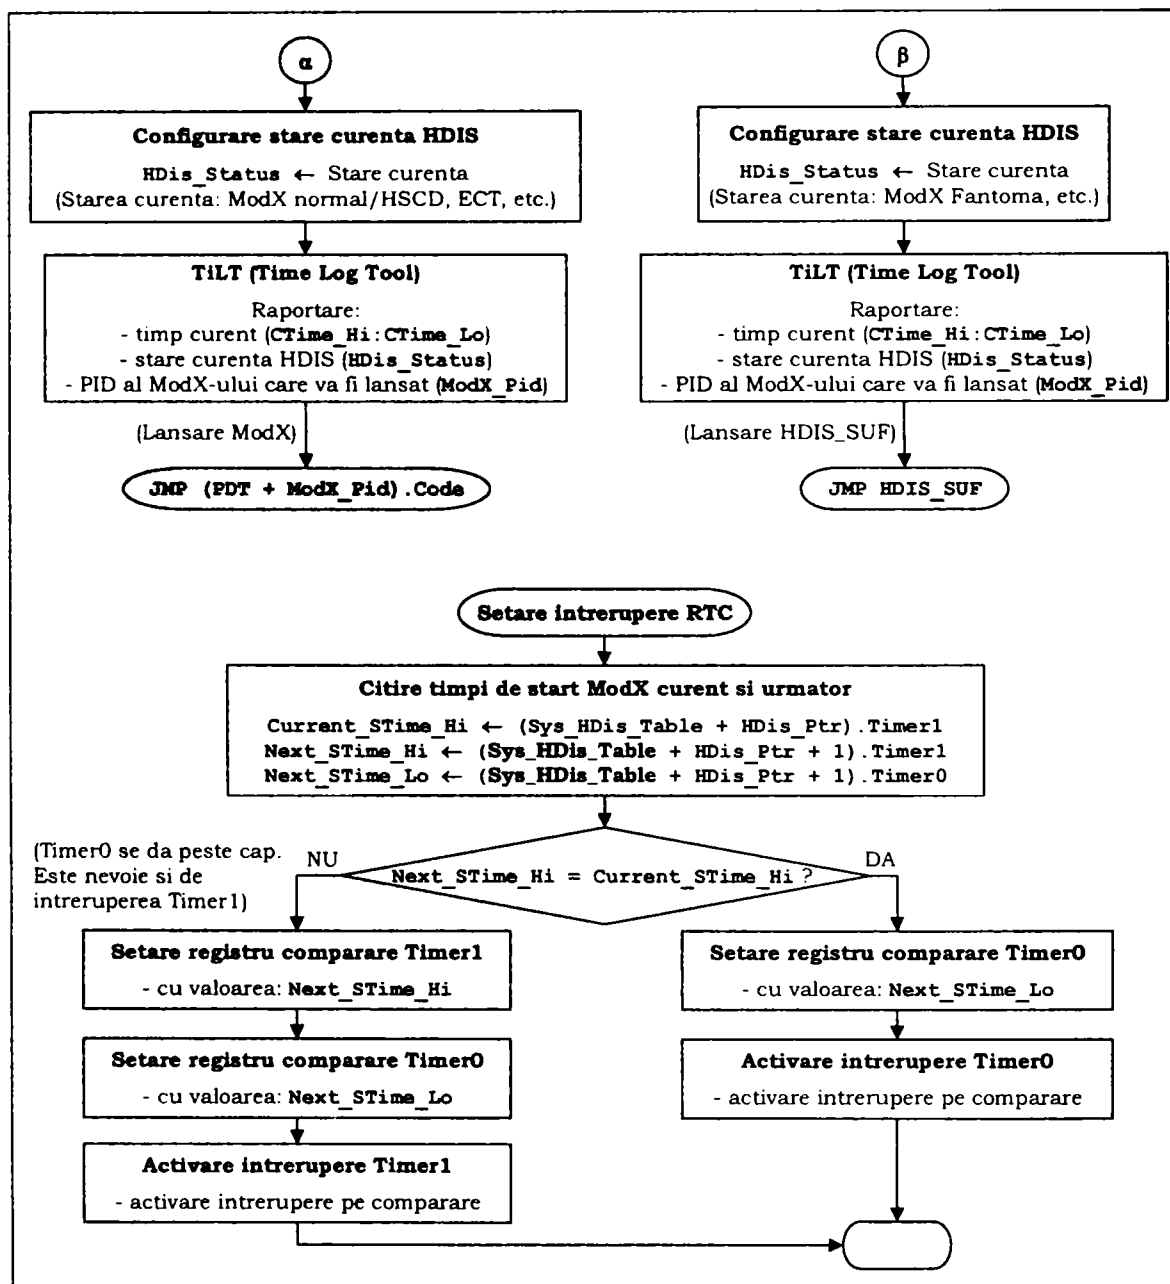 α
Configurare stare curenta HDIS
HDis_Status ← Stare curenta
(Starea curenta: ModX normal/HSCD, ECT, etc.)
TiLT (Time Log Tool)
Raportare:
- timp curent (CTime_Hi:CTime_Lo)
- stare curenta HDIS (HDis_Status)
- PID al ModX-ului care va fi lansat (ModX_Pid)
(Lansare ModX)
JMP (PDT + ModX_Pid).Code
β
Configurare stare curenta HDIS
HDis_Status ← Stare curenta
(Starea curenta: ModX Fantoma, etc.)
TiLT (Time Log Tool)
Raportare:
- timp curent (CTime_Hi:CTime_Lo)
- stare curenta HDIS (HDis_Status)
- PID al ModX-ului care va fi lansat (ModX_Pid)
(Lansare HDIS_SUF)
JMP HDIS_SUF
Setare intrerupere RTC
Citire timpi de start ModX curent si urmator
Current_STime_Hi ← (Sys_HDis_Table + HDis_Ptr).Timer1
Next_STime_Hi ← (Sys_HDis_Table + HDis_Ptr + 1).Timer1
Next_STime_Lo ← (Sys_HDis_Table + HDis_Ptr + 1).Timer0
Next_STime_Hi = Current_STime_Hi ?
NU
DA
(Timer0 se da peste cap.
Este nevoie si de
intreruperea Timer1)
Setare registru comparare Timer1
- cu valoarea: Next_STime_Hi
Setare registru comparare Timer0
- cu valoarea: Next_STime_Lo
Activare intrerupere Timer1
- activare intrerupere pe comparare
Setare registru comparare Timer0
- cu valoarea: Next_STime_Lo
Activare intrerupere Timer0
- activare intrerupere pe comparare